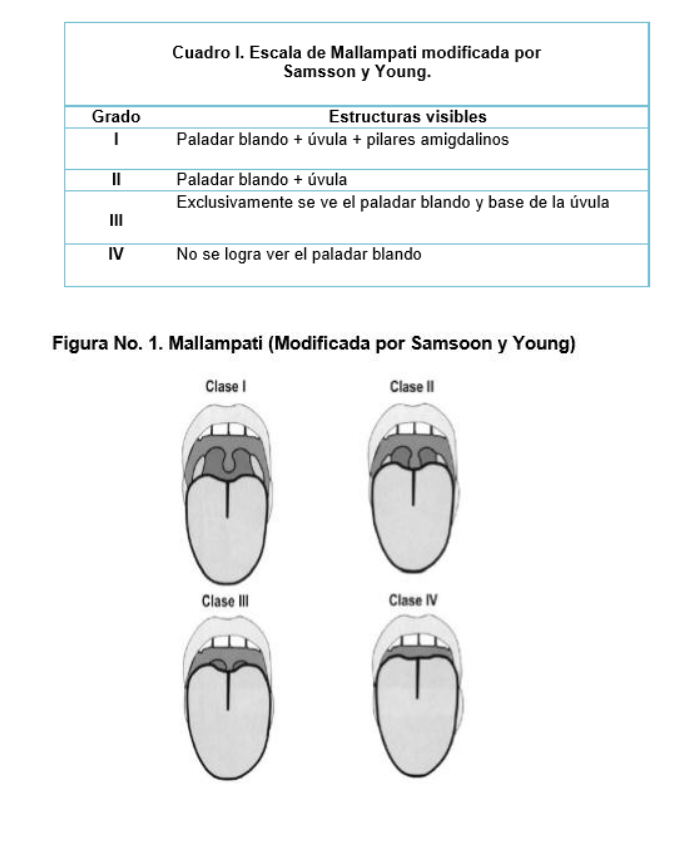 Cuadro I. Escala de Mallampati modificada por
Samsson y Young.
Grado Estructuras visibles
I Paladar blando + úvula + pilares amigdalinos
II Paladar blando + úvula
III Exclusivamente se ve el paladar blando y base de la úvula
IV No se logra ver el paladar blando
Figura No. 1. Mallampati (Modificada por Samsoon y Young)
Clase I Clase II
Clase III Clase IV